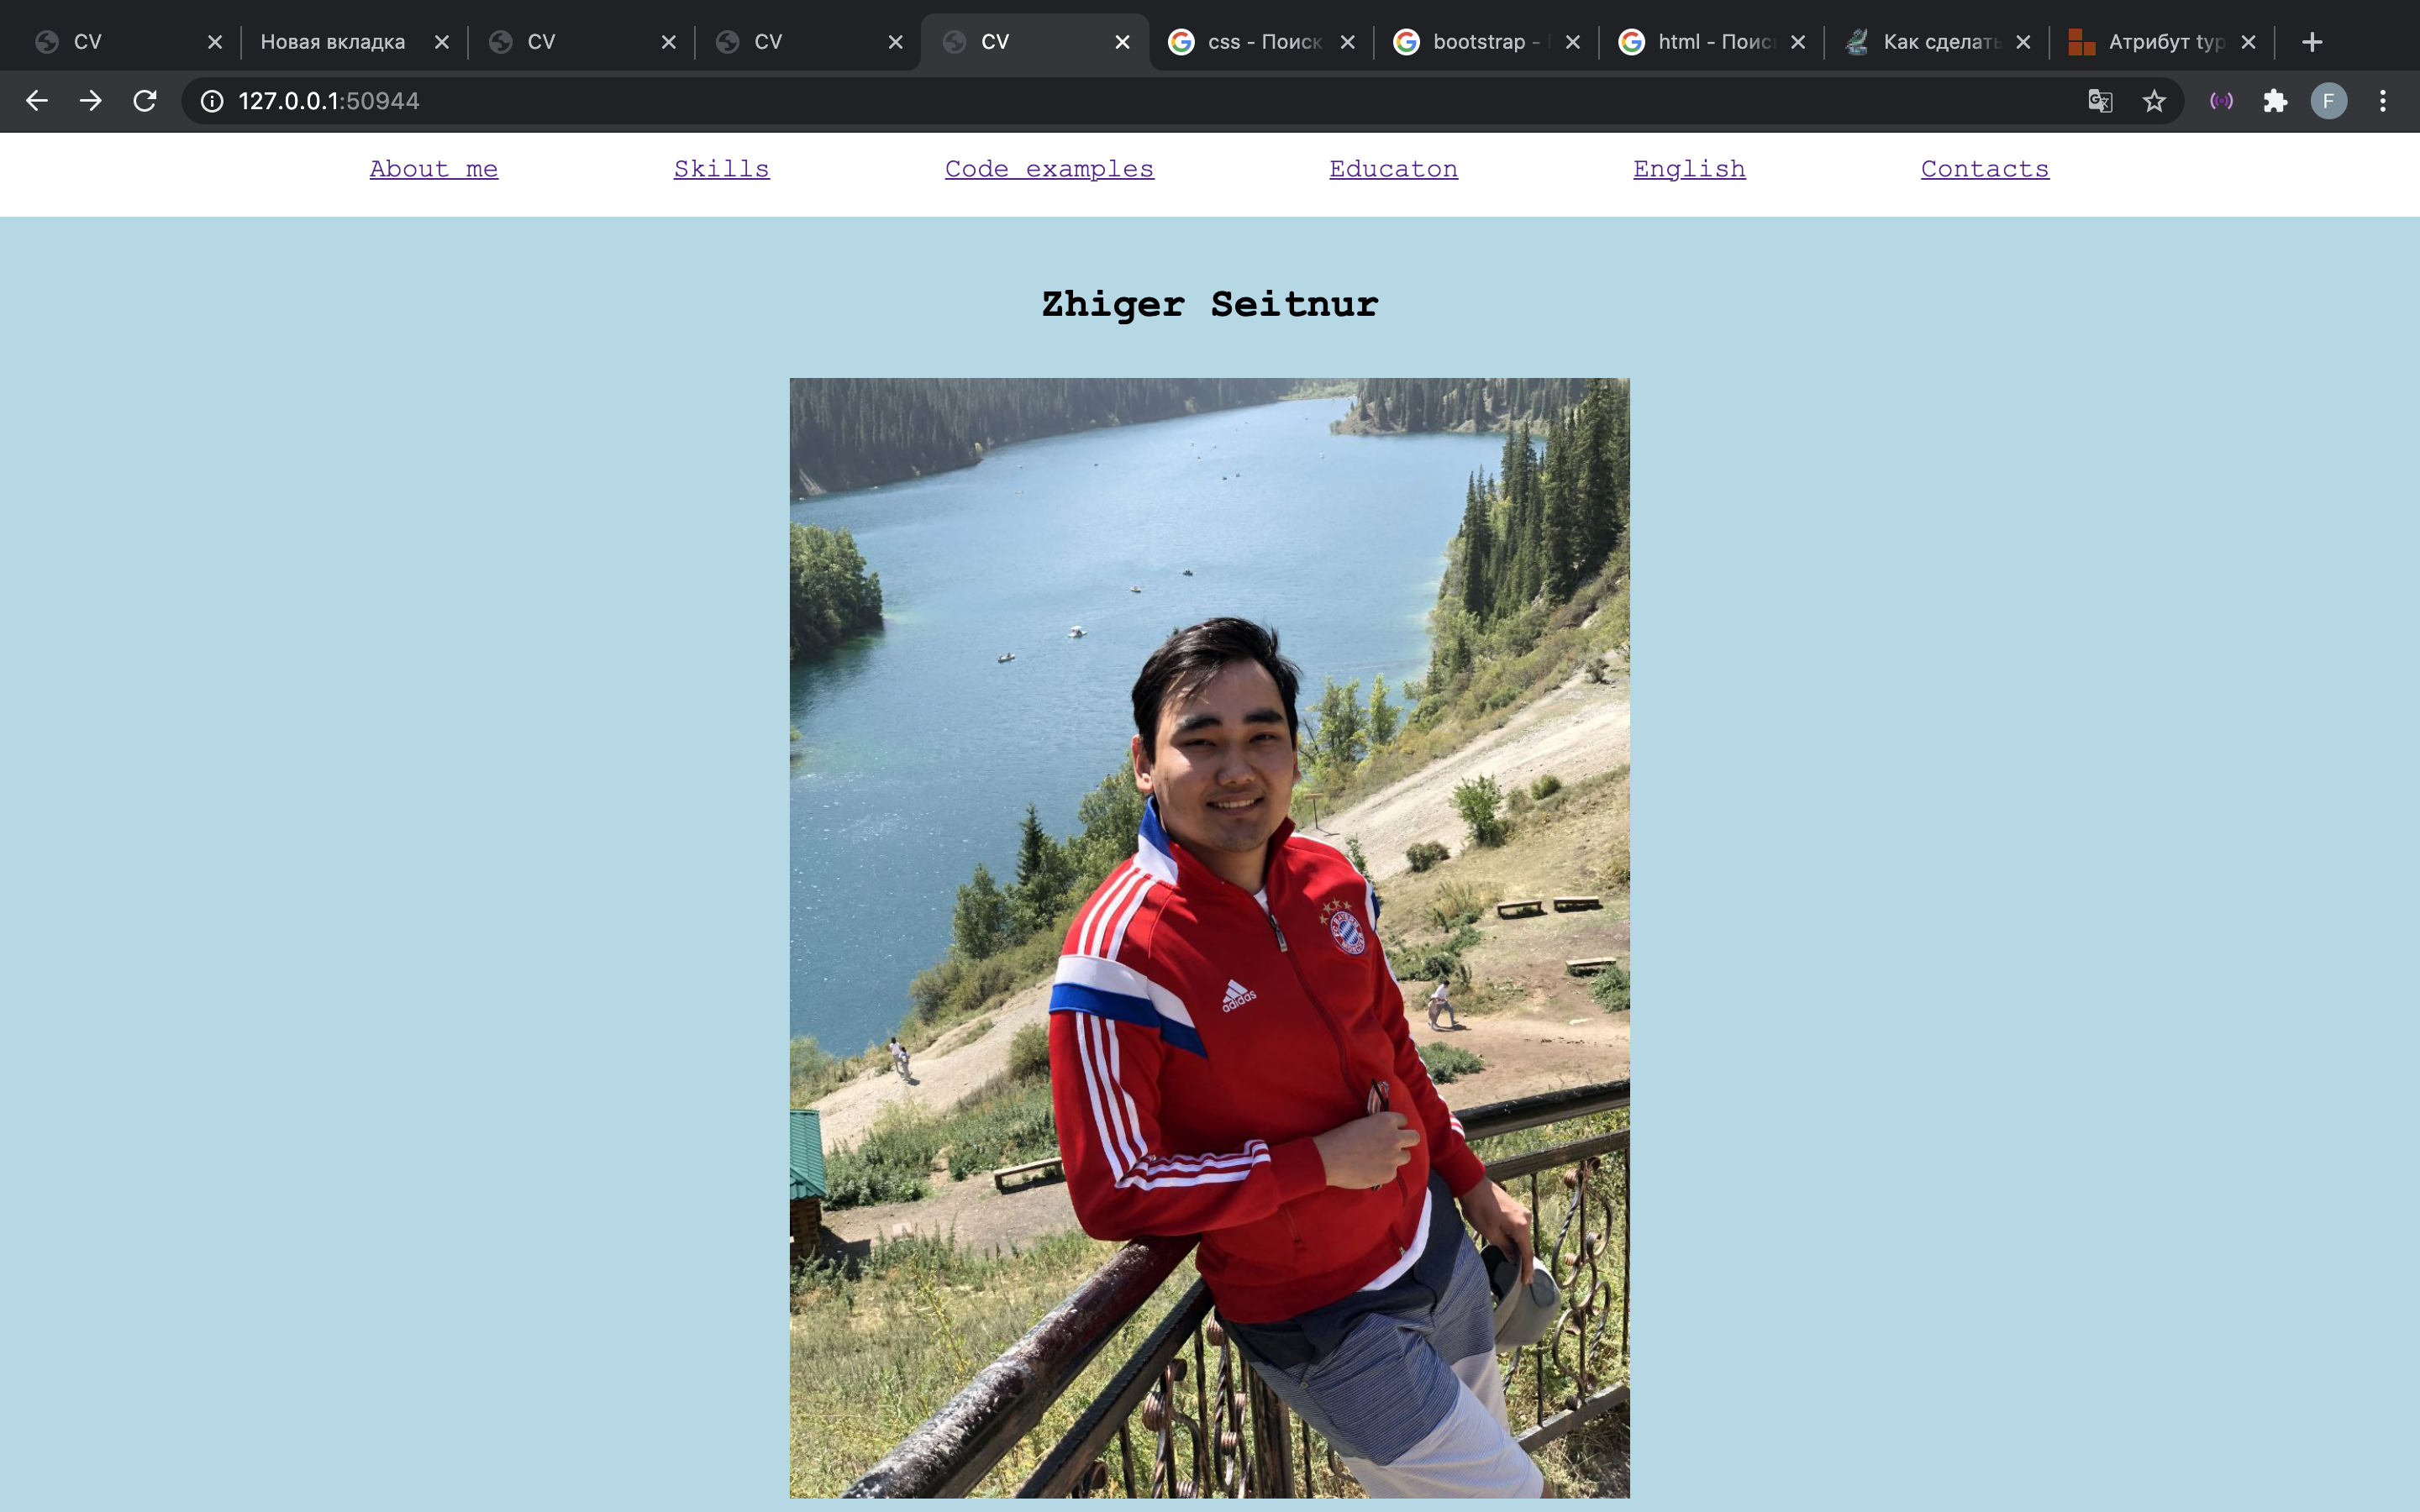 CV Новая вкладка CV CV CV css - Поиск bootstrap - html - Поис Как сделать Атрибут typ
127.0.0.1:50944 F
About me Skills Code examples Educaton English Contacts
Zhiger Seitnur
BAYERN
adidas